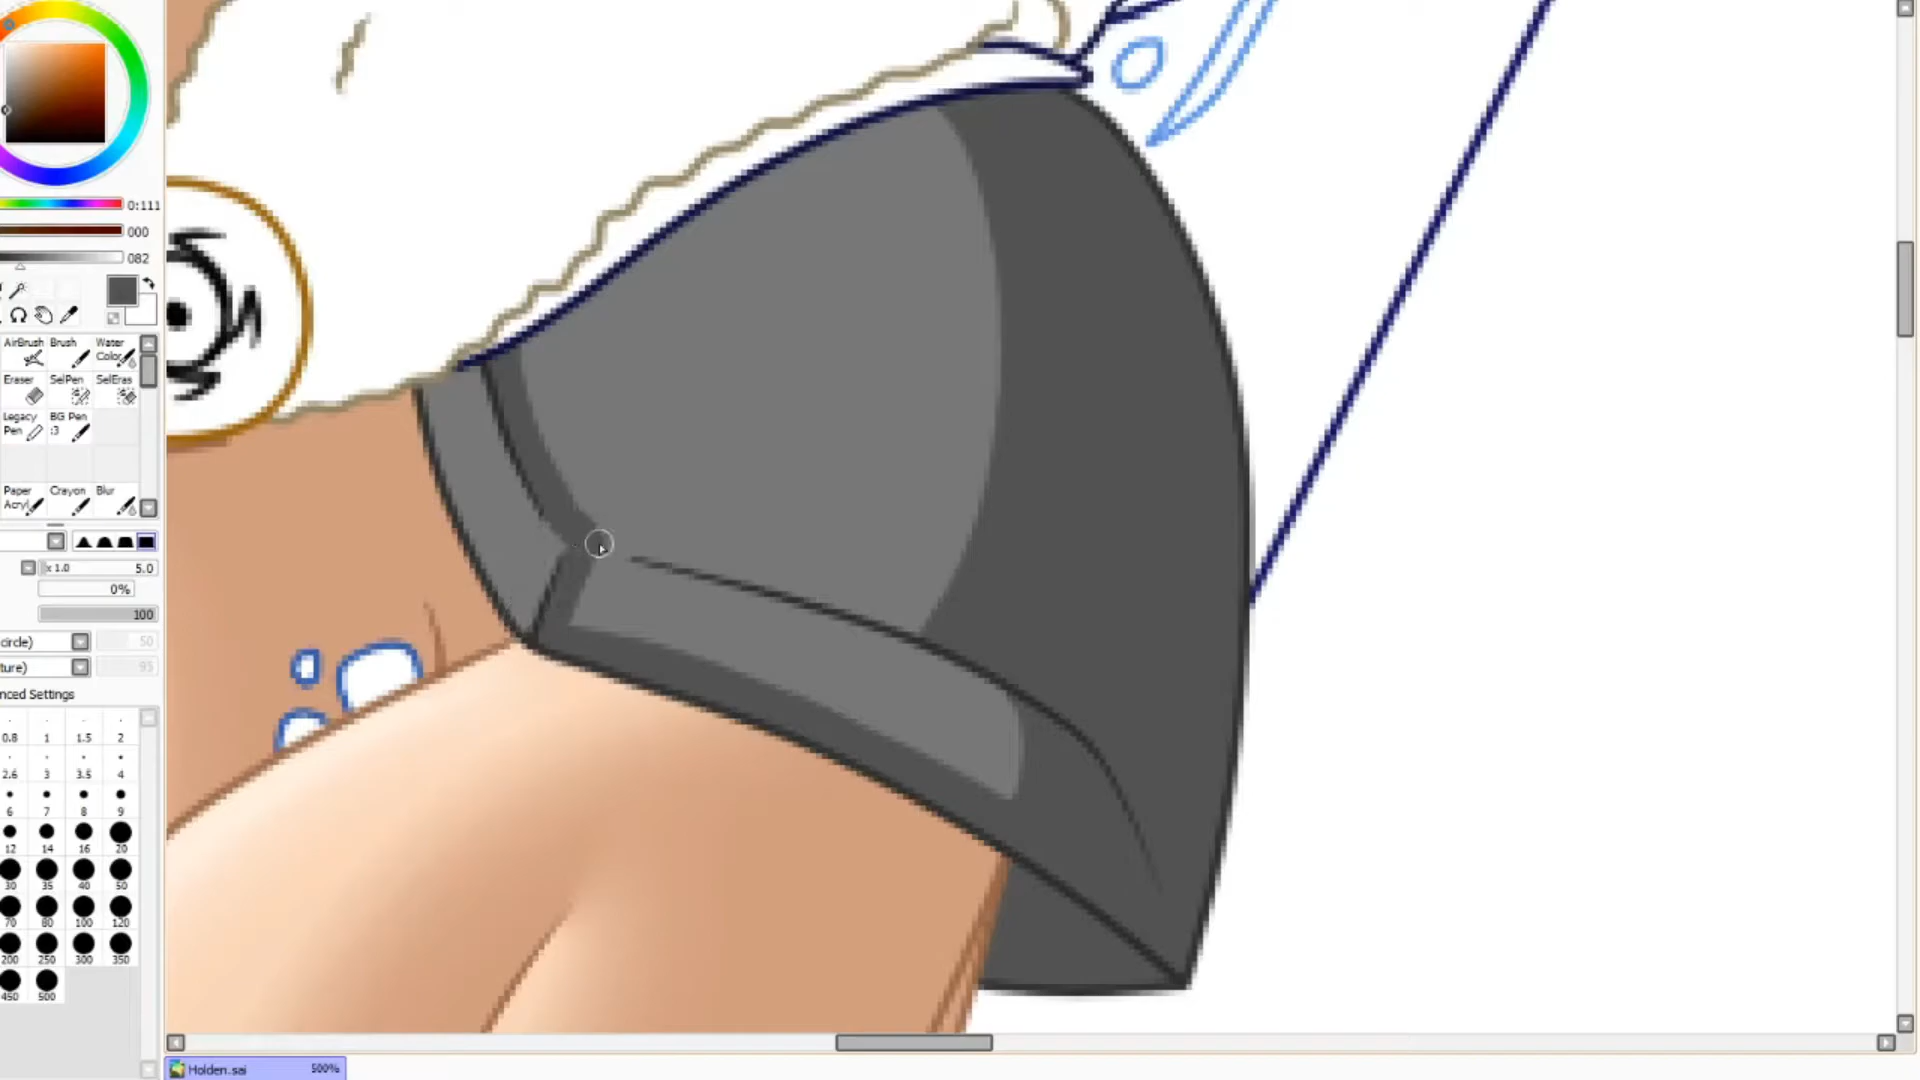 0:111
000
082
AirBrush Brush Water
Color
Eraser SelPen SelEras
Legacy BG Pen
Pen :3
Paper Crayon Blur
Acryl
x 1.0 5.0
0%
100
circle) 50
ture) 95
nced Settings
0.8 1 1.5 2
2.6 3 3.5 4
6 7 8 9
12 14 16 20
30 35 40 50
70 80 100 120
200 250 300 350
450 500
Holden.sai 500%